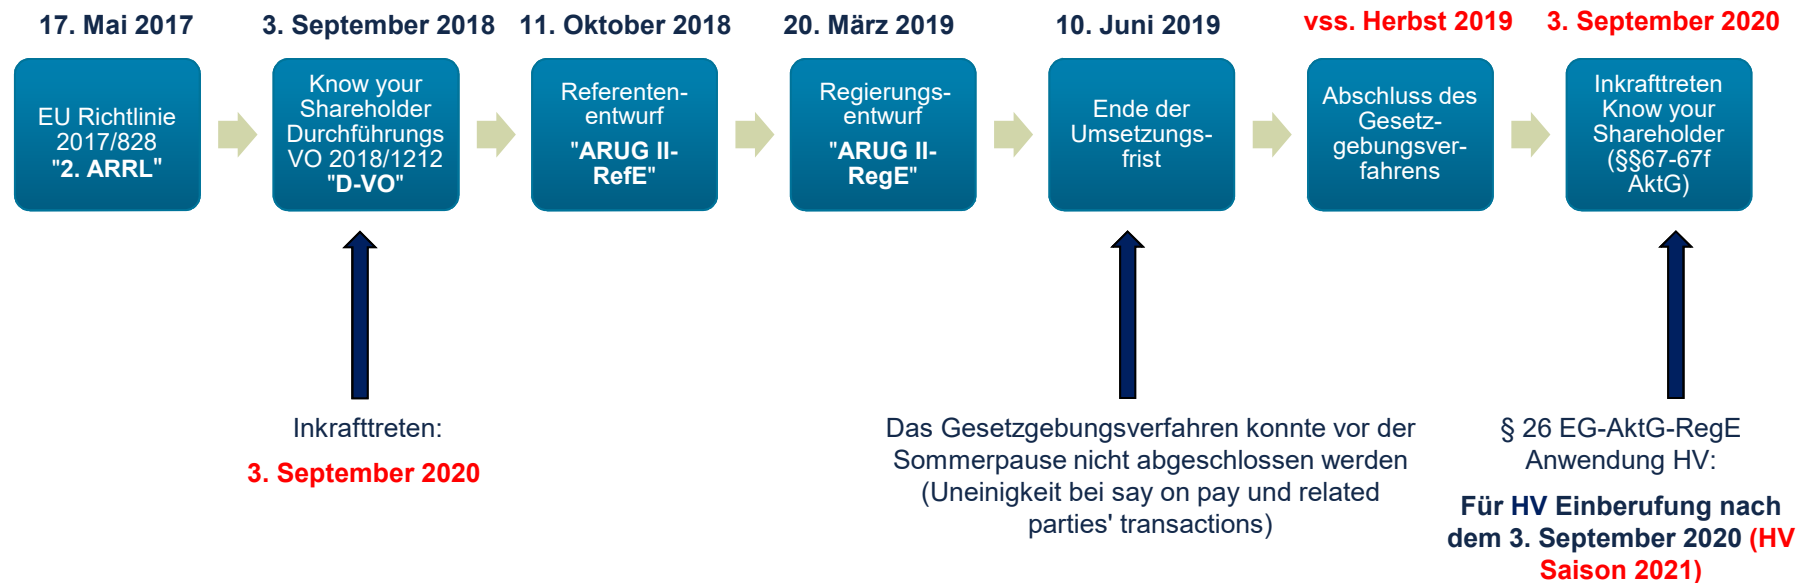 17. Mai 2017
3. September 2018
11. Oktober 2018
20. März 2019
10. Juni 2019
vss. Herbst 2019
3. September 2020
EU Richtlinie
2017/828
"2. ARRL"
Know your
Shareholder
Durchführungs
VO 2018/1212
"D-VO"
Referenten-
entwurf
"ARUG II-
RefE"
Regierungs-
entwurf
"ARUG II-
RegE"
Ende der
Umsetzungs-
frist
Abschluss des
Gesetz-
gebungsver-
fahrens
Inkrafttreten
Know your
Shareholder
(§§67-67f
AktG)
Inkrafttreten:
3. September 2020
Das Gesetzgebungsverfahren konnte vor der
Sommerpause nicht abgeschlossen werden
(Uneinigkeit bei say on pay und related
parties' transactions)
§ 26 EG-AktG-RegE
Anwendung HV:
Für HV Einberufung nach
dem 3. September 2020 (HV
Saison 2021)